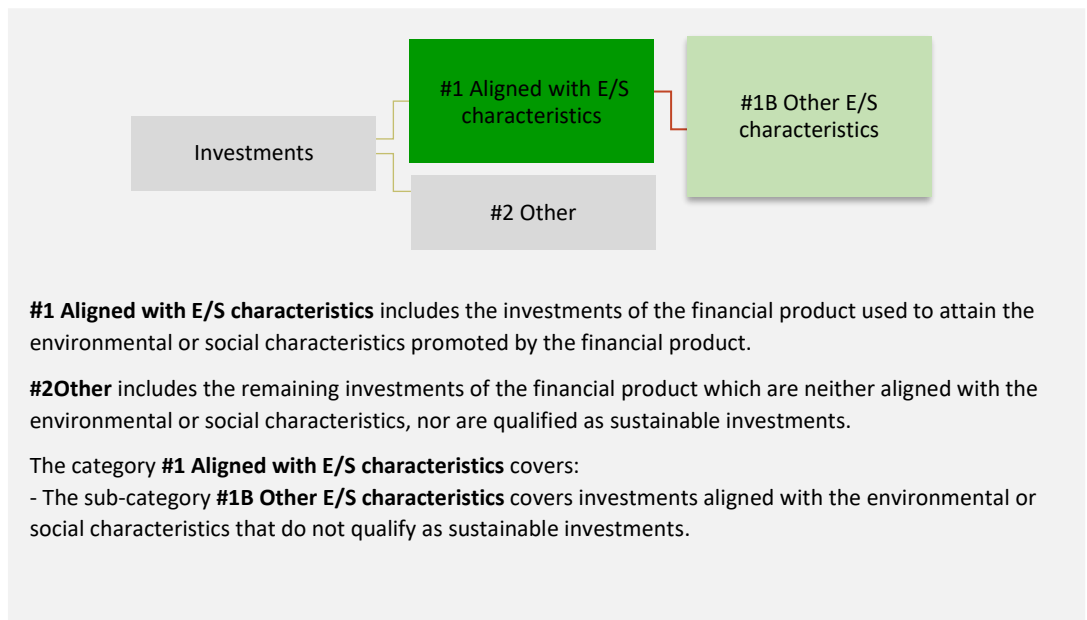 #1 Aligned with E/S
characteristics
#1B Other E/S
characteristics
Investments
#2 Other
#1 Aligned with E/S characteristics includes the investments of the financial product used to attain the
environmental or social characteristics promoted by the financial product.
#2Other includes the remaining investments of the financial product which are neither aligned with the
environmental or social characteristics, nor are qualified as sustainable investments.
The category #1 Aligned with E/S characteristics covers:
- The sub-category #1B Other E/S characteristics covers investments aligned with the environmental or
social characteristics that do not qualify as sustainable investments.